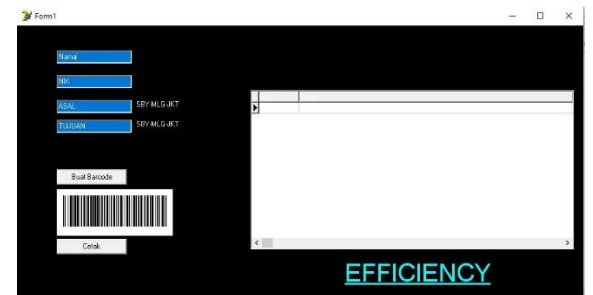 Form1
Nama
NIK
ASAL SBY-MLG-JKT
TUJUAN SBY-MLG-JKT
Buat Barcode
Cetak
EFFICIENCY